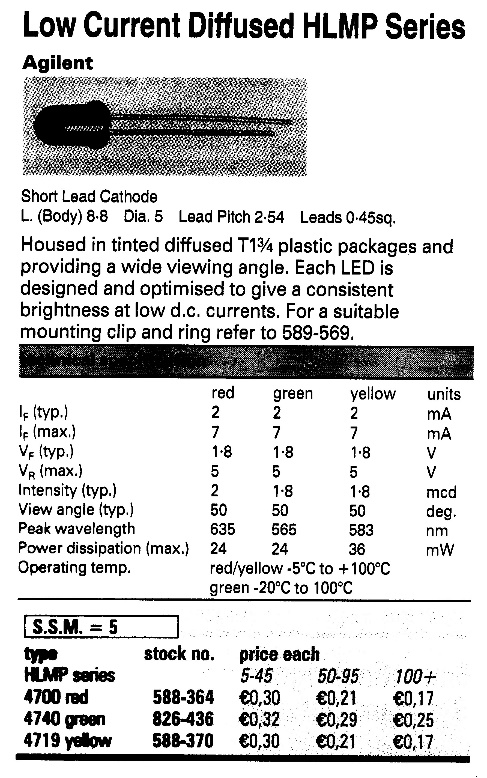 Low Current Diffused HLMP Series
Agilent
Short Lead Cathode
L. (Body) 8·8 Dia. 5 Lead Pitch 2·54 Leads 0·45sq.
Housed in tinted diffused T1¾ plastic packages and
providing a wide viewing angle. Each LED is
designed and optimised to give a consistent
brightness at low d.c. currents. For a suitable
mounting clip and ring refer to 589-569.
red green yellow units
IF (typ.) 2 2 2 mA
IF (max.) 7 7 7 mA
VF (typ.) 1·8 1·8 1·8 V
VR (max.) 5 5 5 V
Intensity (typ.) 2 1·8 1·8 mcd
View angle (typ.) 50 50 50 deg.
Peak wavelength 635 565 583 nm
Power dissipation (max.) 24 24 36 mW
Operating temp. red/yellow -5°C to +100°C
green -20°C to 100°C
S.S.M. = 5
type stock no. price each
HLMP series 5-45 50-95 100+
4700 red 588-364 €0,30 €0,21 €0,17
4740 green 826-436 €0,32 €0,29 €0,25
4719 yellow 588-370 €0,30 €0,21 €0,17